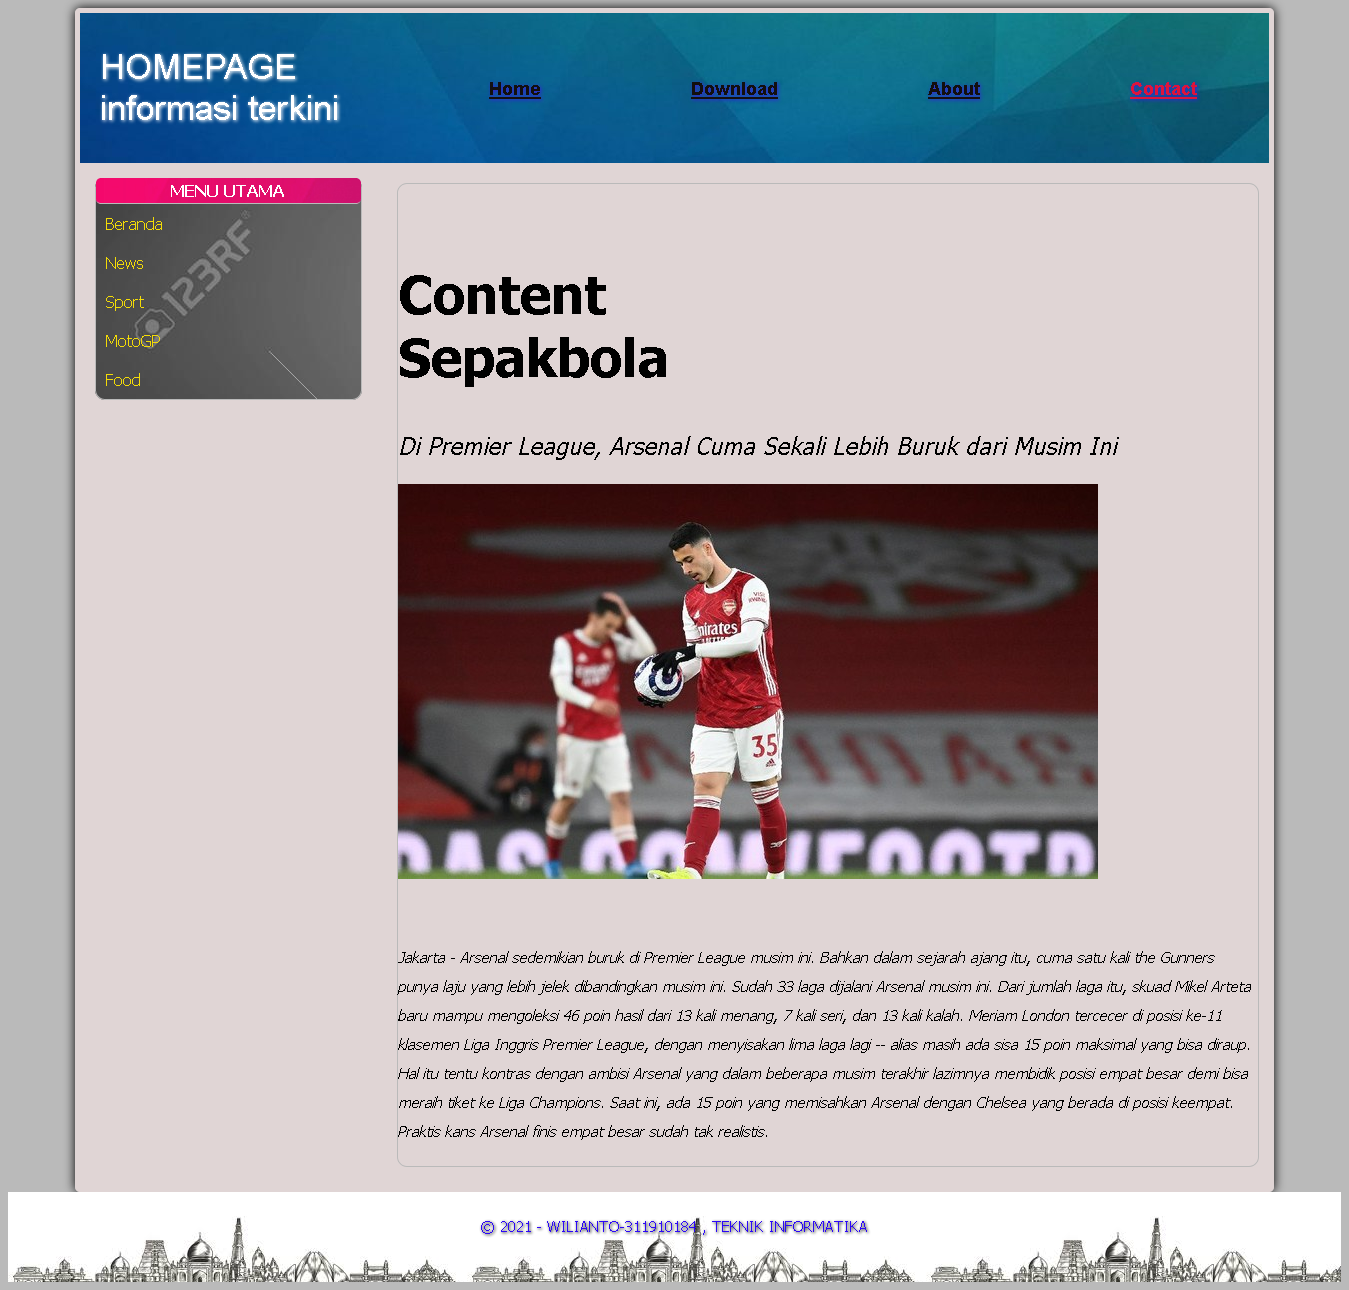 HOMEPAGE
informasi terkini
Home Download About Contact
MENU UTAMA
Beranda
News
Sport
MotoGP
Food
123RF®
Content
Sepakbola
Di Premier League, Arsenal Cuma Sekali Lebih Buruk dari Musim Ini
VISIT
RWANDA
Emirates
35
Jakarta - Arsenal sedemikian buruk di Premier League musim ini. Bahkan dalam sejarah ajang itu, cuma satu kali the Gunners
punya laju yang lebih jelek dibandingkan musim ini. Sudah 33 laga dijalani Arsenal musim ini. Dari jumlah laga itu, skuad Mikel Arteta
baru mampu mengoleksi 46 poin hasil dari 13 kali menang, 7 kali seri, dan 13 kali kalah. Meriam London tercecer di posisi ke-11
klasemen Liga Inggris Premier League, dengan menyisakan lima laga lagi -- alias masih ada sisa 15 poin maksimal yang bisa diraup.
Hal itu tentu kontras dengan ambisi Arsenal yang dalam beberapa musim terakhir lazimnya membidik posisi empat besar demi bisa
meraih tiket ke Liga Champions. Saat ini, ada 15 poin yang memisahkan Arsenal dengan Chelsea yang berada di posisi keempat.
Praktis kans Arsenal finis empat besar sudah tak realistis.
© 2021 - WILIANTO-311910184 , TEKNIK INFORMATIKA